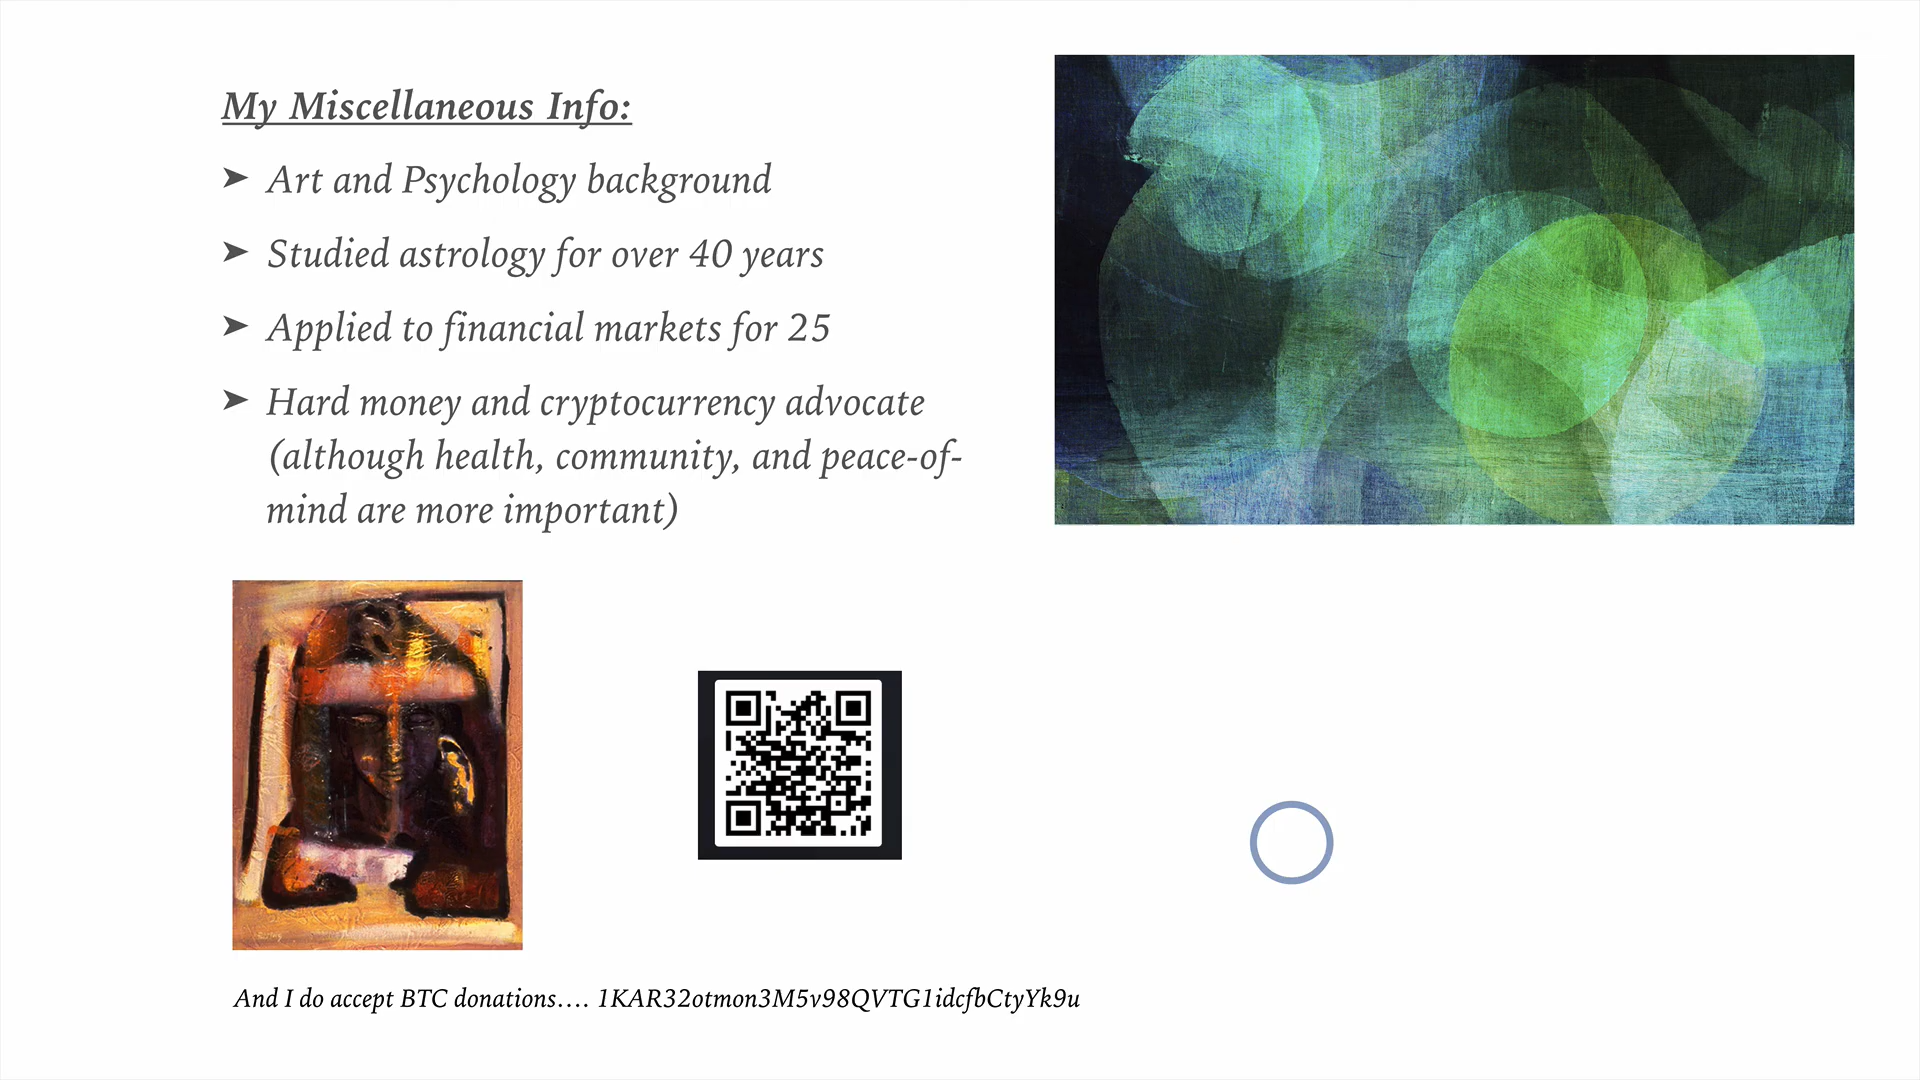 My Miscellaneous Info:
➤ Art and Psychology background
➤ Studied astrology for over 40 years
➤ Applied to financial markets for 25
➤ Hard money and cryptocurrency advocate
(although health, community, and peace-of-
mind are more important)
And I do accept BTC donations.... 1KAR32otmon3M5v98QVTG1idcfbCtyYk9u